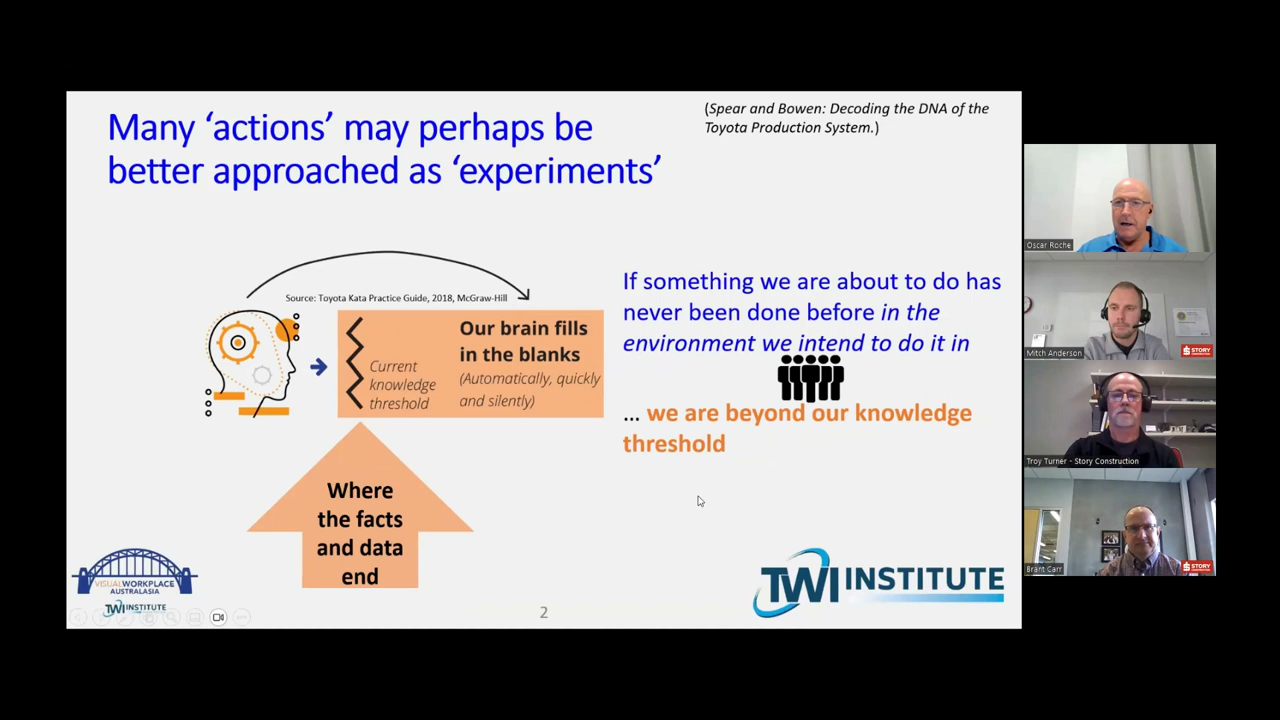 Many ‘actions’ may perhaps be
better approached as ‘experiments’
(Spear and Bowen: Decoding the DNA of the
Toyota Production System.)
Source: Toyota Kata Practice Guide, 2018, McGraw-Hill
Current
knowledge
threshold
Our brain fills
in the blanks
(Automatically, quickly
and silently)
Where
the facts
and data
end
If something we are about to do has
never been done before in the
environment we intend to do it in
... we are beyond our knowledge
threshold
VISUALWORKPLACE
AUSTRALASIA
TWI INSTITUTE
2
TWI INSTITUTE
Oscar Roche
Mitch Anderson
STORY
Troy Turner - Story Construction
Brant Carr
STORY